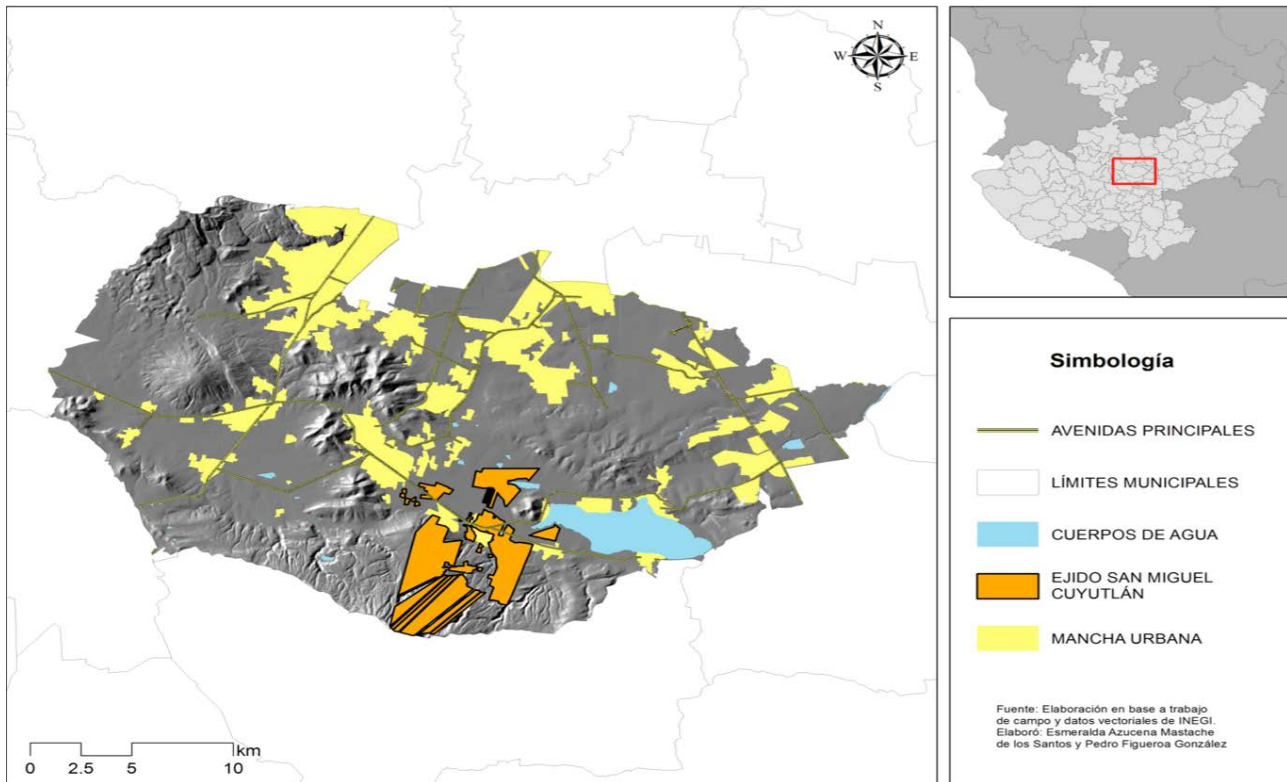 N
W E
S
km
0 2.5 5 10
Simbología
AVENIDAS PRINCIPALES
LÍMITES MUNICIPALES
CUERPOS DE AGUA
EJIDO SAN MIGUEL
CUYUTLÁN
MANCHA URBANA
Fuente: Elaboración en base a trabajo
de campo y datos vectoriales de INEGI.
Elaboró: Esmeralda Azucena Mastache
de los Santos y Pedro Figueroa González